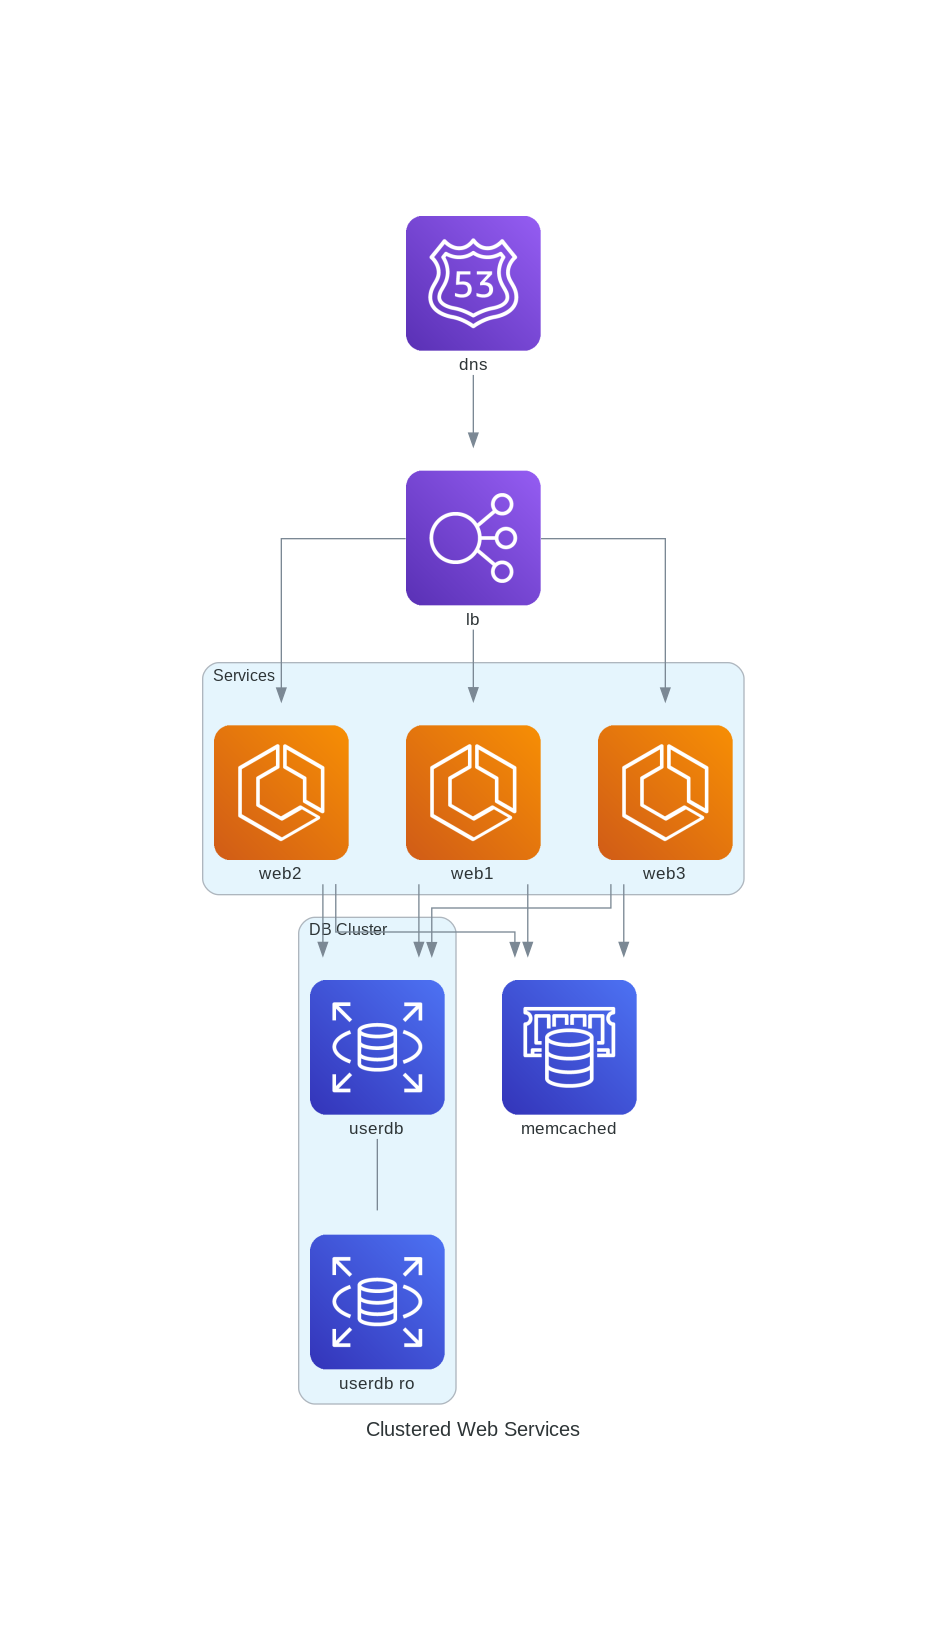 53
dns
lb
Services
web2
web1
web3
DB Cluster
userdb
memcached
userdb ro
Clustered Web Services